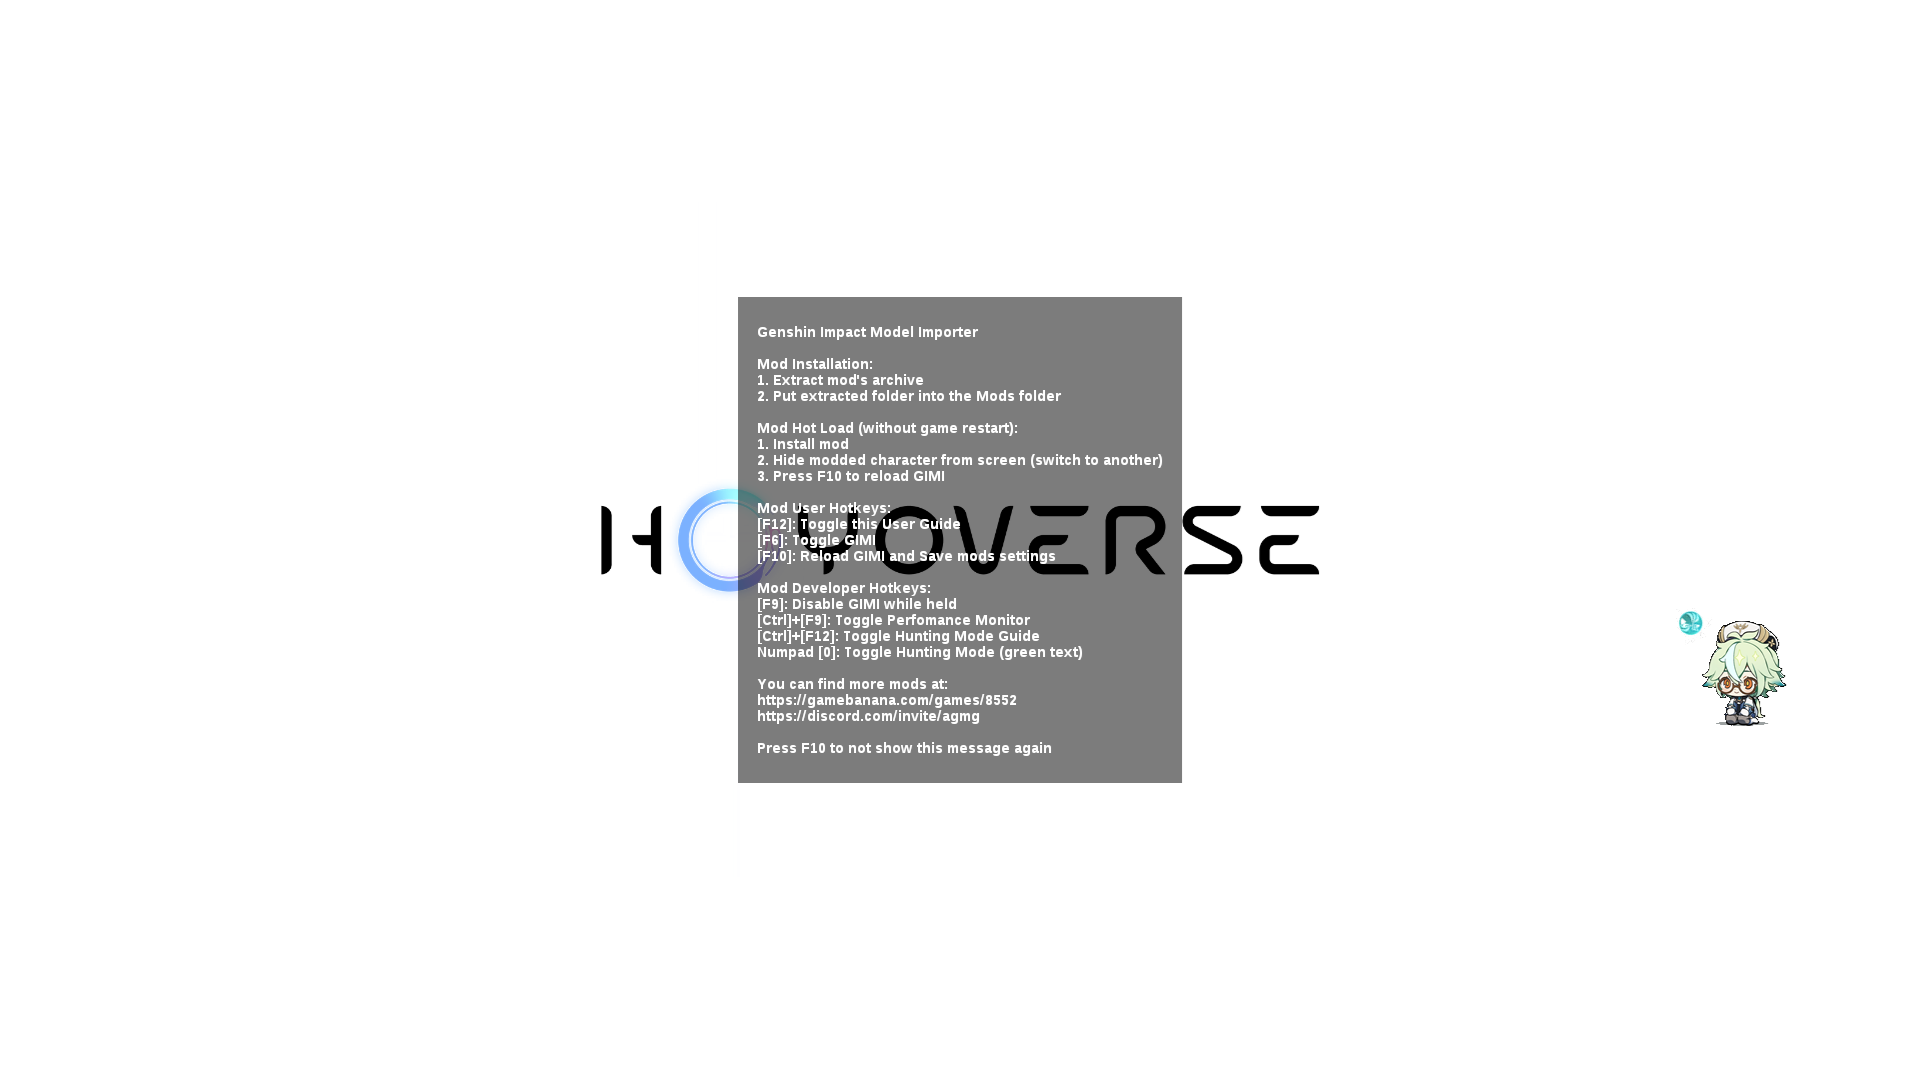 Genshin Impact Model Importer
Mod Installation:
1. Extract mod's archive
2. Put extracted folder into the Mods folder
Mod Hot Load (without game restart):
1. Install mod
2. Hide modded character from screen (switch to another)
3. Press F10 to reload GIMI
HOYOVERSE
Mod User Hotkeys:
[F12]: Toggle this User Guide
[F6]: Toggle GIMI
[F10]: Reload GIMI and Save mods settings
Mod Developer Hotkeys:
[F9]: Disable GIMI while held
[Ctrl]+[F9]: Toggle Perfomance Monitor
[Ctrl]+[F12]: Toggle Hunting Mode Guide
Numpad [0]: Toggle Hunting Mode (green text)
You can find more mods at:
https://gamebanana.com/games/8552
https://discord.com/invite/agmg
Press F10 to not show this message again